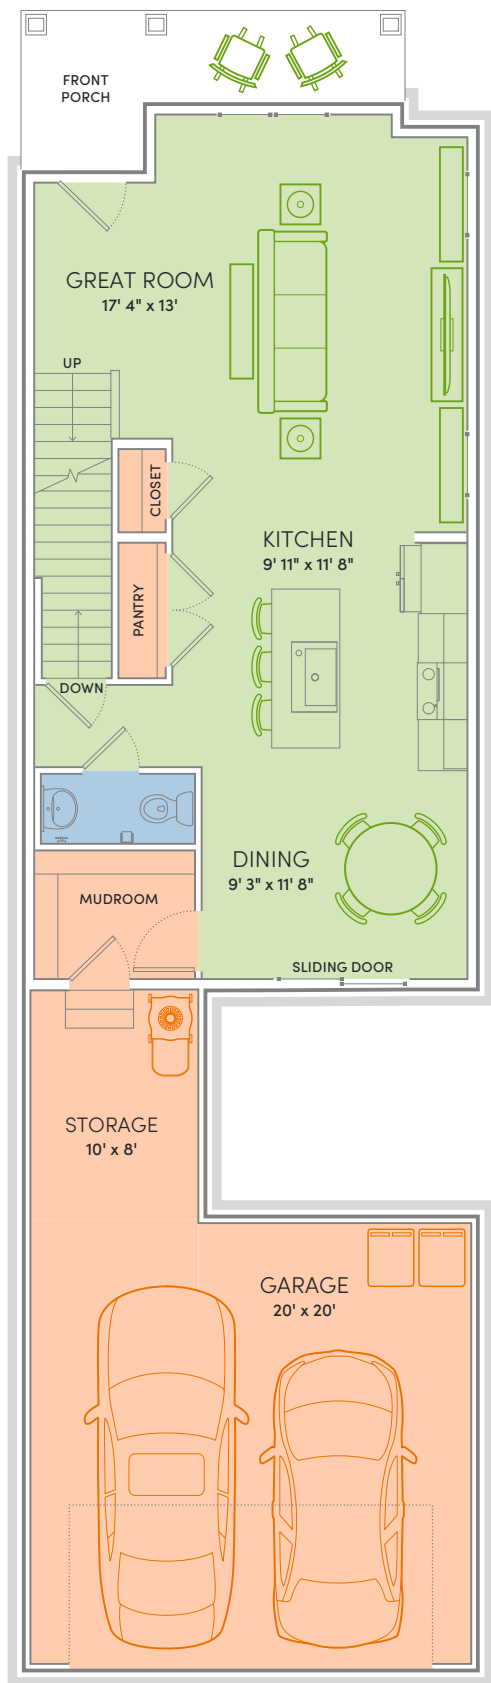 FRONT
PORCH
GREAT ROOM
17' 4" x 13'
UP
CLOSET
KITCHEN
9' 11" x 11' 8"
PANTRY
DOWN
DINING
9' 3" x 11' 8"
MUDROOM
SLIDING DOOR
STORAGE
10' x 8'
GARAGE
20' x 20'